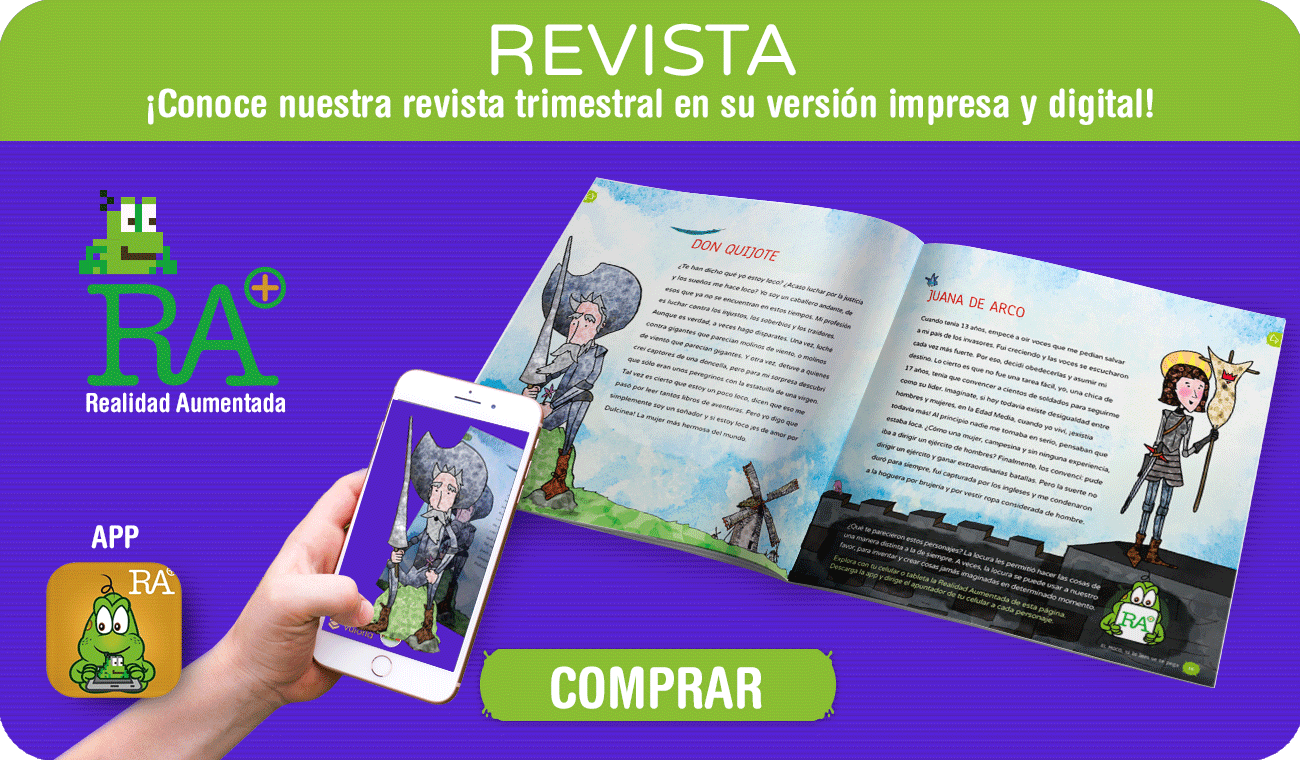 REVISTA
¡Conoce nuestra revista trimestral en su versión impresa y digital!
RA+
Realidad Aumentada
APP
RA
DON QUIJOTE
¿Te han dicho que yo estoy loco? ¿Acaso luchar por la justicia
y los sueños me hace loco? Yo soy un caballero andante, de
esos que ya no se encuentran en estos tiempos. Mi profesión
es luchar contra los injustos, los soberbios y los traidores.
Aunque es verdad, a veces hago disparates. Una vez, luche
contra gigantes que parecían molinos de viento, o molinos
de viento que parecían gigantes. Y otra vez, detuve a quienes
creí captores de una doncella, pero para mi sorpresa descubrí
que sólo eran unos peregrinos con la estatuilla de una virgen.
Tal vez es cierto que estoy un poco loco, dicen que eso me
pasó por leer tantos libros de aventuras. Pero yo digo que
simplemente soy un soñador y si estoy loco ¡es de amor por
Dulcinea! La mujer más hermosa del mundo.
JUANA DE ARCO
Cuando tenía 13 años, empecé a oír voces que me pedían salvar
a mi país de los invasores. Fui creciendo y las voces se escucharon
cada vez más fuerte. Por eso, decidí obedecerlas y asumir mi
destino. Lo cierto es que no fue una tarea fácil, yo, una chica de
17 años, tenía que convencer a cientos de soldados para seguirme
como su líder. Imagínate, si hoy todavía existe desigualdad entre
hombres y mujeres, en la Edad Media, cuando yo viví, ¡existía
todavía más! Al principio nadie me tomaba en serio, pensaban que
estaba loca. ¿Cómo una mujer, campesina y sin ninguna experiencia,
iba a dirigir un ejército de hombres? Finalmente, los convencí: pude
dirigir un ejército y ganar extraordinarias batallas. Pero la suerte no
duró para siempre, fui capturada por los ingleses y me condenaron
a la hoguera por brujería y por vestir ropa considerada de hombre.
¿Qué te parecieron estos personajes? La locura les permitió hacer las cosas de
una manera distinta a la de siempre. A veces, la locura se puede usar a nuestro
favor, para inventar y crear cosas jamás imaginadas en determinado momento.
Explora con tu celular o tableta la Realidad Aumentada de esta página.
Descarga la app y dirige el apuntador de tu celular a cada personaje.
RA+
COMPRAR